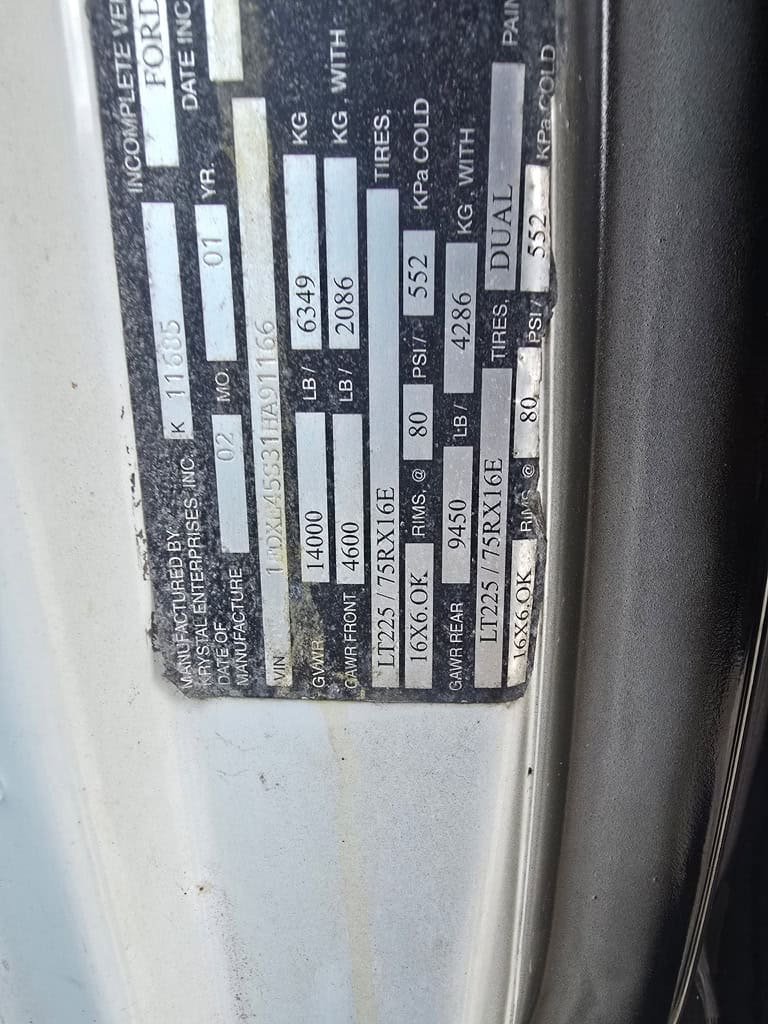 MANUFACTURED BY
KRYSTAL ENTERPRISES, INC. K 11685 INCOMPLETE FORD
DATE OF
MANUFACTURE 02 MO. 01 YR. DATE INC
VIN 45S31HA91166
GVWR 14000 LB / 6349 KG
GAWR FRONT 4600 LB / 2086 KG, WITH
LT225 / 75RX16E TIRES,
16X6.OK RIMS, @ 80 PSI / 552 KPa COLD
GAWR REAR 9450 LB / 4286 KG, WITH
LT225 / 75RX16E TIRES, DUAL
16X6.OK RIMS, @ 80 PSI / 552 KPa COLD